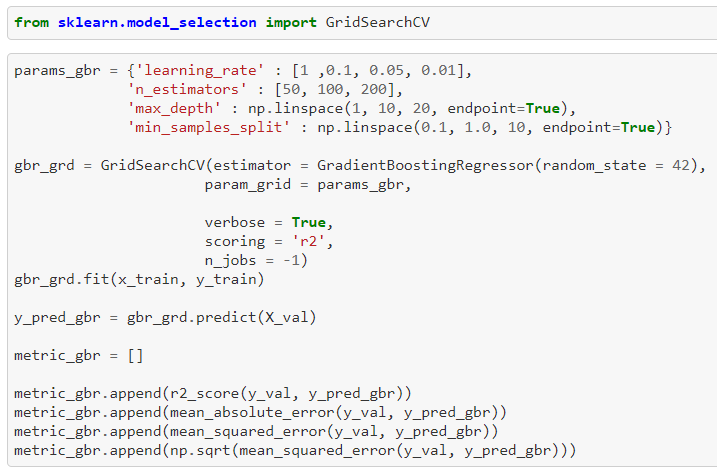 from sklearn.model_selection import GridSearchCV
params_gbr = {'learning_rate' : [1 ,0.1, 0.05, 0.01],
             'n_estimators' : [50, 100, 200],
             'max_depth' : np.linspace(1, 10, 20, endpoint=True),
             'min_samples_split' : np.linspace(0.1, 1.0, 10, endpoint=True)}
gbr_grd = GridSearchCV(estimator = GradientBoostingRegressor(random_state = 42),
                      param_grid = params_gbr,
                      verbose = True,
                      scoring = 'r2',
                      n_jobs = -1)
gbr_grd.fit(x_train, y_train)
y_pred_gbr = gbr_grd.predict(X_val)
metric_gbr = []
metric_gbr.append(r2_score(y_val, y_pred_gbr))
metric_gbr.append(mean_absolute_error(y_val, y_pred_gbr))
metric_gbr.append(mean_squared_error(y_val, y_pred_gbr))
metric_gbr.append(np.sqrt(mean_squared_error(y_val, y_pred_gbr)))